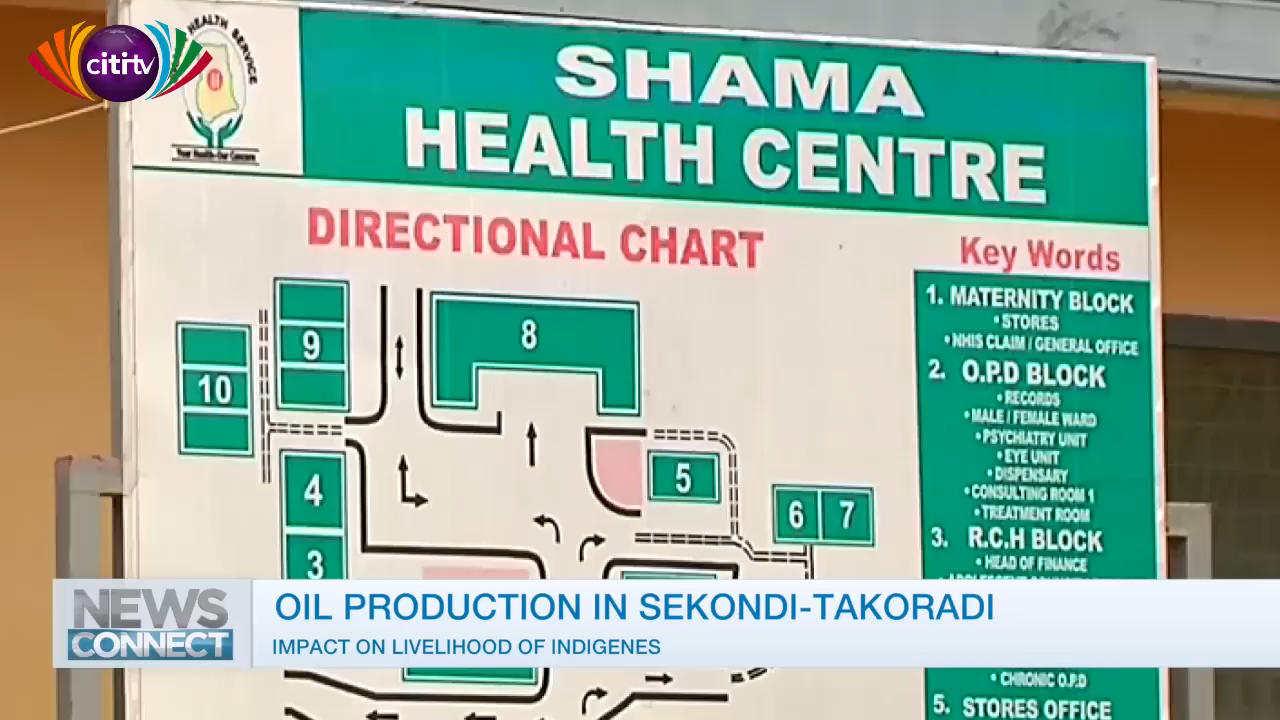 citi tv
HEALTH SERVICE
Your Health-Our Concern
SHAMA
HEALTH CENTRE
DIRECTIONAL CHART
Key Words
1. MATERNITY BLOCK
• STORES
• NHIS CLAIM / GENERAL OFFICE
2. O.P.D BLOCK
• RECORDS
• MALE / FEMALE WARD
• PSYCHIATRY UNIT
• EYE UNIT
• DISPENSARY
• CONSULTING ROOM 1
• TREATMENT ROOM
3. R.C.H BLOCK
• HEAD OF FINANCE
• CHRONIC O.P.D
5. STORES OFFICE
9
8
10
4
5
6
7
3
NEWS
CONNECT
OIL PRODUCTION IN SEKONDI-TAKORADI
IMPACT ON LIVELIHOOD OF INDIGENES